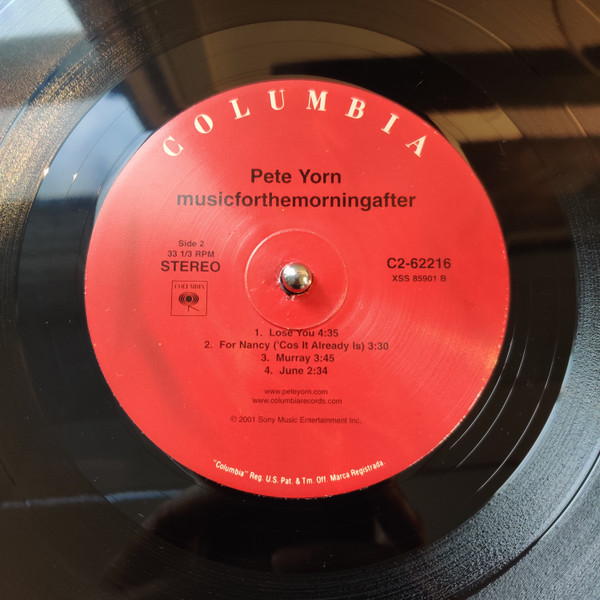 COLUMBIA
Pete Yorn
musicforthemorningafter
Side 2
33 1/3 RPM
STEREO
COLUMBIA
C2-62216
XSS 85901 B
1. Lose You 4:35
2. For Nancy ('Cos It Already Is) 3:30
3. Murray 3:45
4. June 2:34
www.peteyorn.com
www.columbiarecords.com
© 2001 Sony Music Entertainment Inc.
"Columbia" Reg. U.S. Pat. & Tm. Off. Marca Registrada.